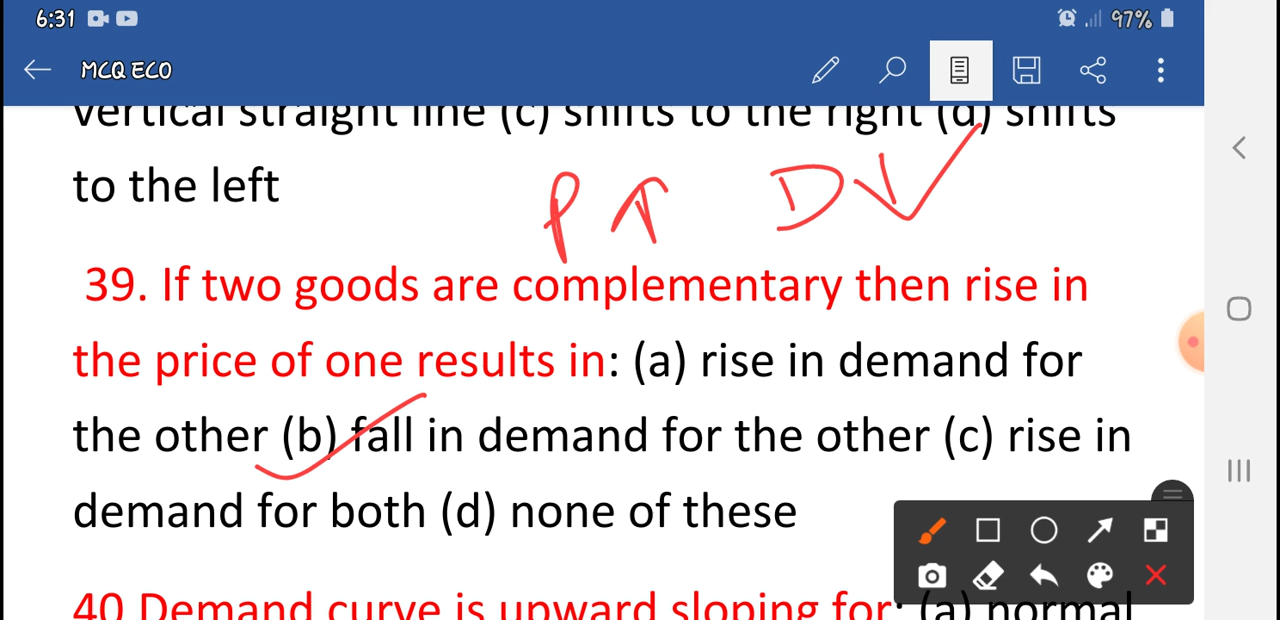 6:31 97%
MCQ ECO
vertical straight line (c) shifts to the right (d) shifts
to the left
P ↑ D ↓
39. If two goods are complementary then rise in
the price of one results in: (a) rise in demand for
the other (b) fall in demand for the other (c) rise in
demand for both (d) none of these
40 Demand curve is upward sloping for: (a) normal